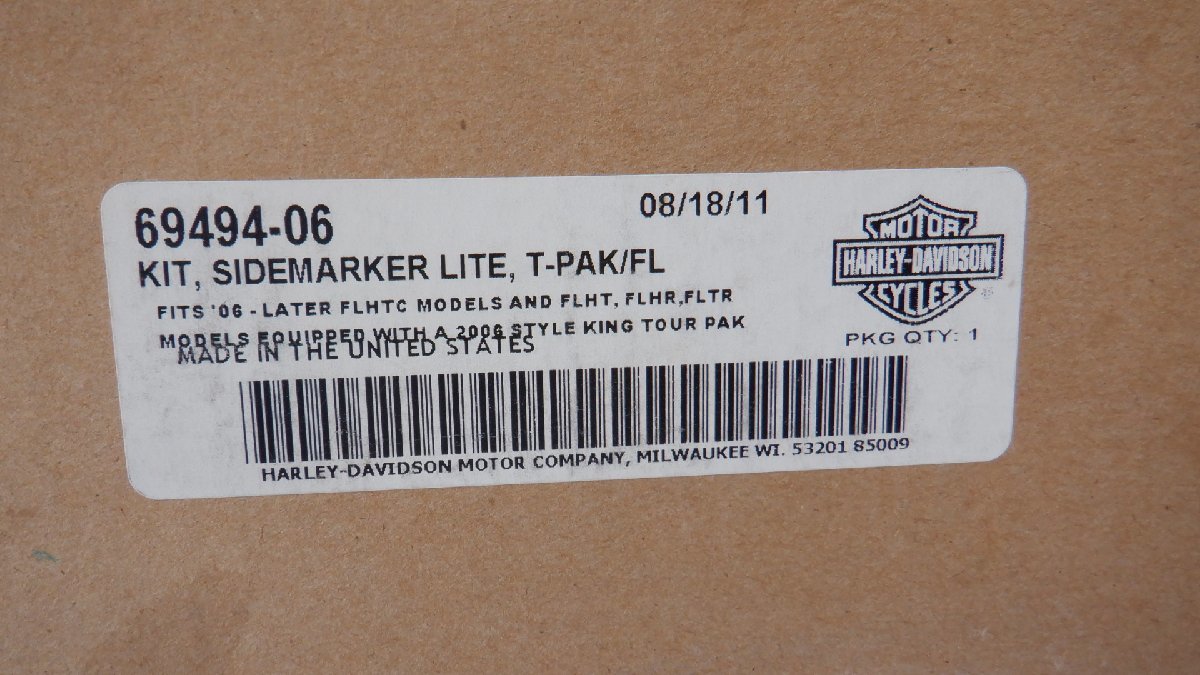 69494-06
08/18/11
KIT, SIDEMARKER LITE, T-PAK/FL
FITS '06 - LATER FLHTC MODELS AND FLHT, FLHR,FLTR
MODELS EQUIPPED WITH A 2006 STYLE KING TOUR PAK
MADE IN THE UNITED STATES
MOTOR
HARLEY-DAVIDSON
CYCLES
PKG QTY: 1
HARLEY-DAVIDSON MOTOR COMPANY, MILWAUKEE WI. 53201 85009